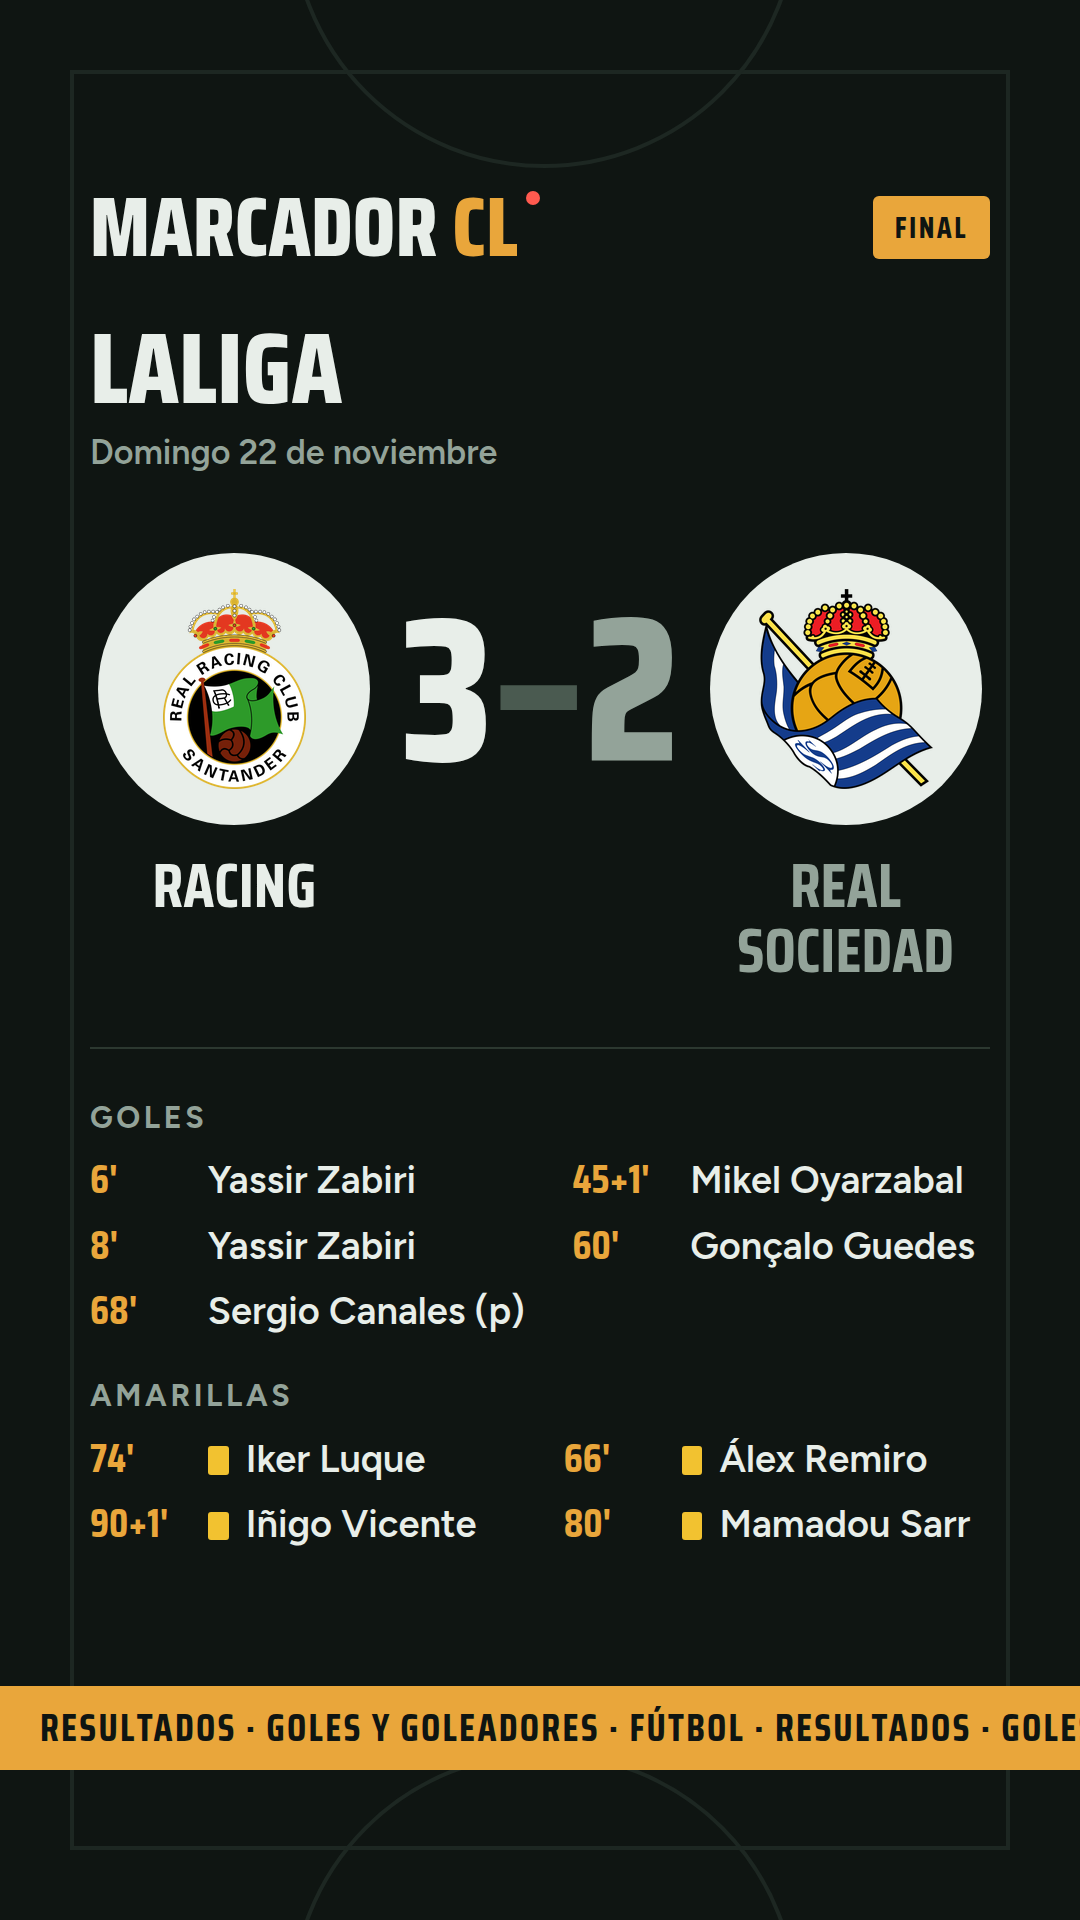 MARCADOR CL
FINAL
LALIGA
Domingo 22 de noviembre
REAL RACING CLUB
SANTANDER
3–2
RACING
REAL
SOCIEDAD
GOLES
6' Yassir Zabiri
45+1' Mikel Oyarzabal
8' Yassir Zabiri
60' Gonçalo Guedes
68' Sergio Canales (p)
AMARILLAS
74' Iker Luque
66' Álex Remiro
90+1' Iñigo Vicente
80' Mamadou Sarr
RESULTADOS · GOLES Y GOLEADORES · FÚTBOL · RESULTADOS · GOLES